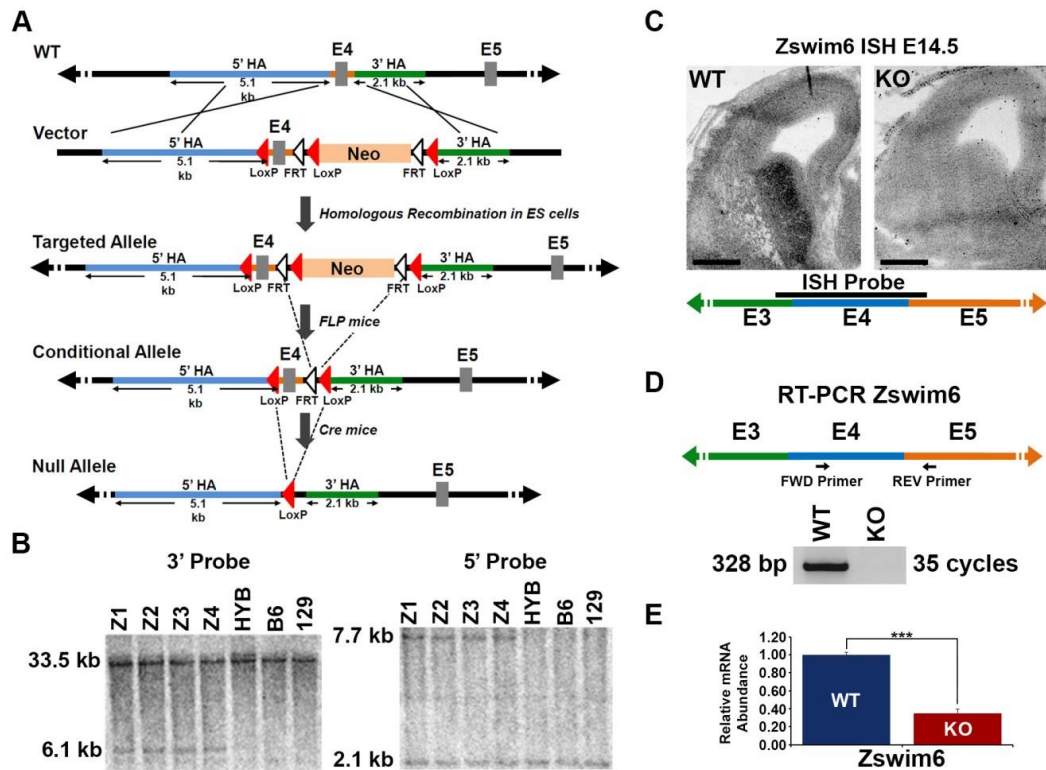 A
WT
E4
E5
5' HA
3' HA
5.1 kb
2.1 kb
Vector
E4
5' HA
3' HA
Neo
5.1 kb
2.1 kb
LoxP
FRT
FRT
LoxP
Homologous Recombination in ES cells
Targeted Allele
E4
E5
5' HA
3' HA
Neo
5.1 kb
2.1 kb
LoxP
FRT
FRT
LoxP
FLP mice
Conditional Allele
E4
E5
5' HA
3' HA
5.1 kb
2.1 kb
LoxP
FRT
LoxP
Cre mice
Null Allele
E5
5' HA
3' HA
5.1 kb
2.1 kb
LoxP
B
3' Probe
Z1 Z2 Z3 Z4 HYB B6 129
33.5 kb
6.1 kb
5' Probe
Z1 Z2 Z3 Z4 HYB B6 129
7.7 kb
2.1 kb
C
Zswim6 ISH E14.5
WT
KO
ISH Probe
E3 E4 E5
D
RT-PCR Zswim6
E3 E4 E5
FWD Primer
REV Primer
WT KO
328 bp
35 cycles
E
Relative mRNA
Abundance
1.20
1.00
0.80
0.60
0.40
0.20
0.00
***
WT
KO
Zswim6